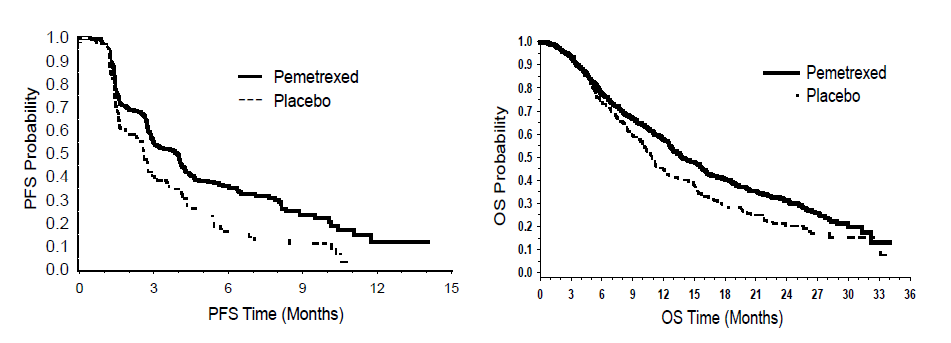 1.0
0.9
0.8
0.7
0.6
0.5
0.4
0.3
0.2
0.1
0.0
PFS Probability
Pemetrexed
Placebo
0 3 6 9 12 15
PFS Time (Months)
1.0
0.9
0.8
0.7
0.6
0.5
0.4
0.3
0.2
0.1
0.0
OS Probability
Pemetrexed
Placebo
0 3 6 9 12 15 18 21 24 27 30 33 36
OS Time (Months)